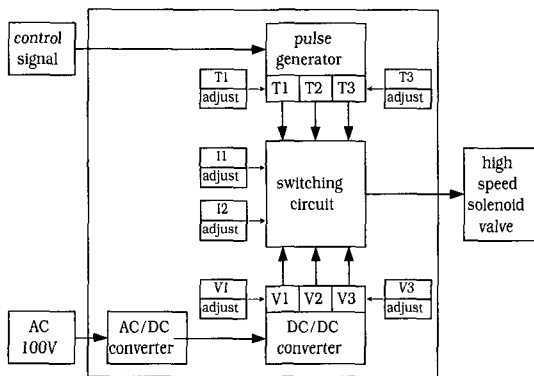 control
signal
pulse
generator
T1 T2 T3
T1
adjust
T3
adjust
I1
adjust
I2
adjust
switching
circuit
high
speed
solenoid
valve
V1
adjust
V1 V2 V3
V3
adjust
AC
100V
AC/DC
converter
DC/DC
converter